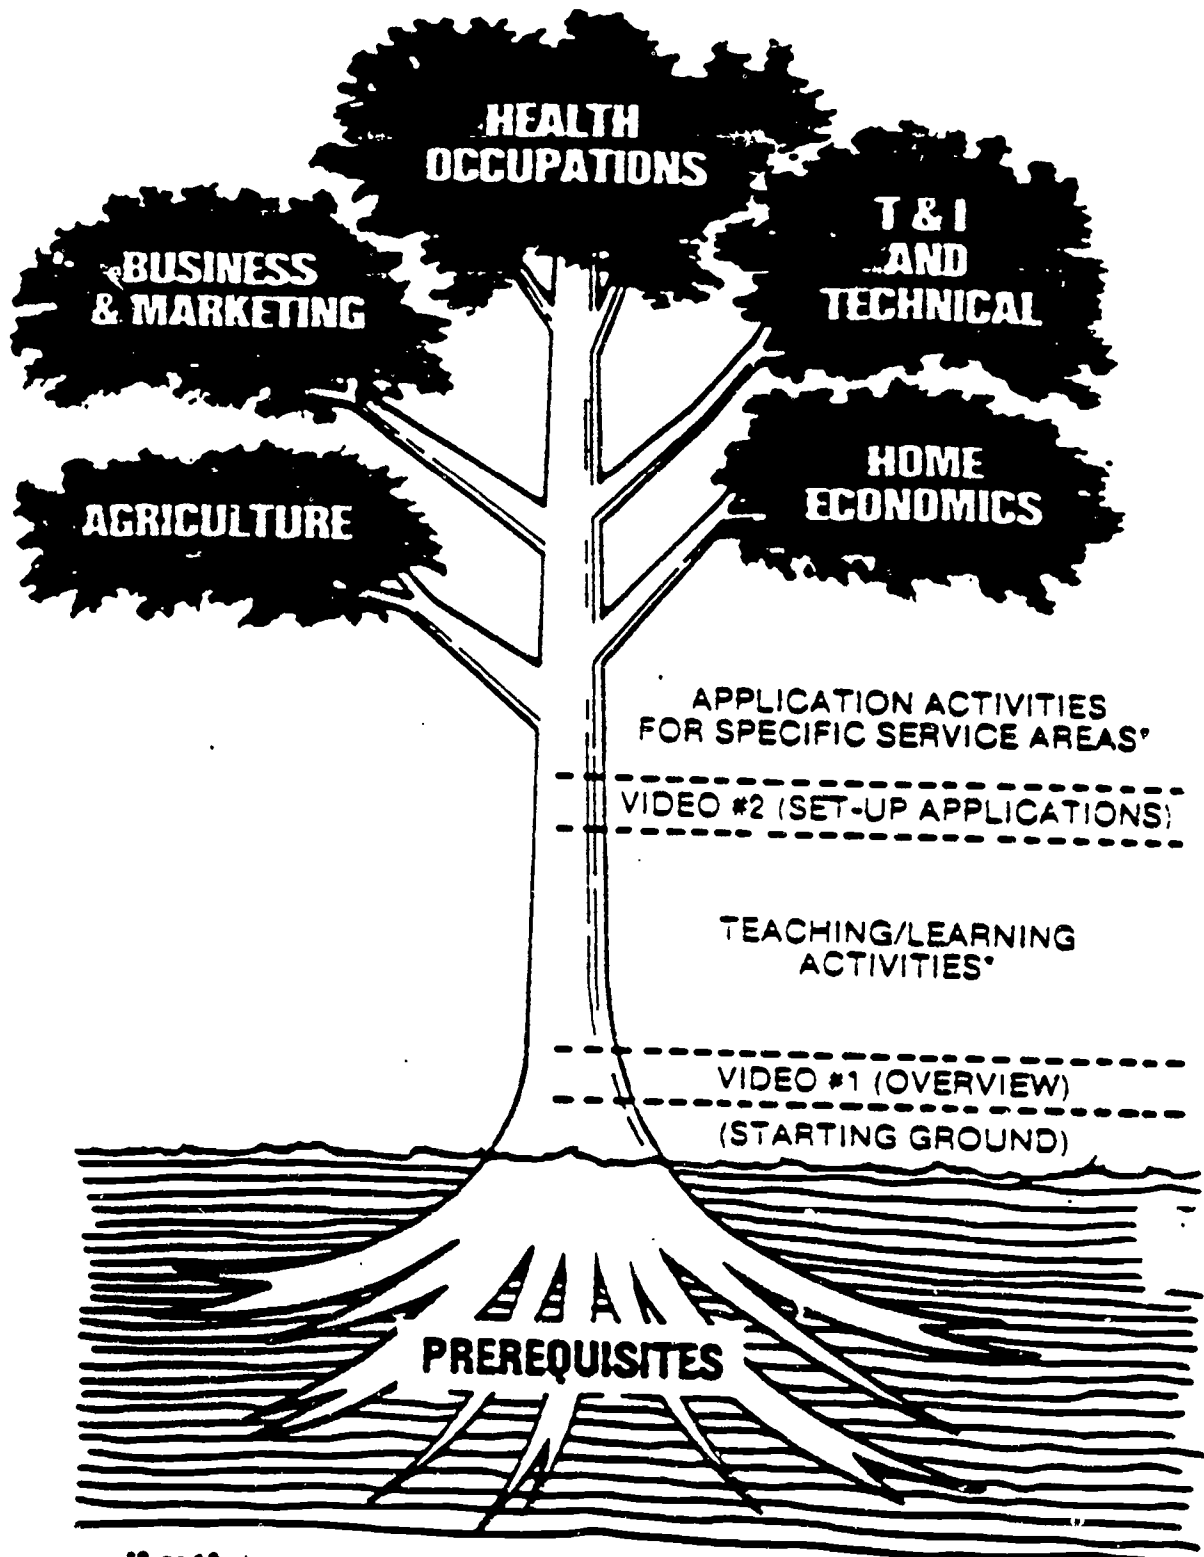 HEALTH
OCCUPATIONS
T & I
AND
TECHNICAL
BUSINESS
& MARKETING
HOME
ECONOMICS
AGRICULTURE
APPLICATION ACTIVITIES
FOR SPECIFIC SERVICE AREAS*
VIDEO #2 (SET-UP APPLICATIONS)
TEACHING/LEARNING
ACTIVITIES*
VIDEO #1 (OVERVIEW)
(STARTING GROUND)
PREREQUISITES